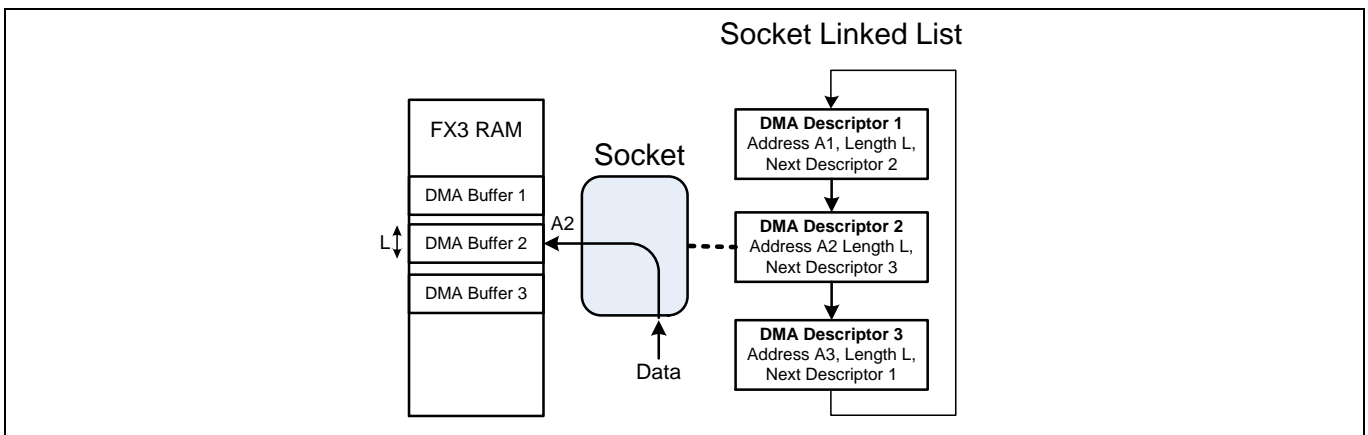 Socket Linked List
FX3 RAM
DMA Buffer 1
L
DMA Buffer 2
DMA Buffer 3
A2
Socket
Data
DMA Descriptor 1
Address A1, Length L,
Next Descriptor 2
DMA Descriptor 2
Address A2 Length L,
Next Descriptor 3
DMA Descriptor 3
Address A3, Length L,
Next Descriptor 1